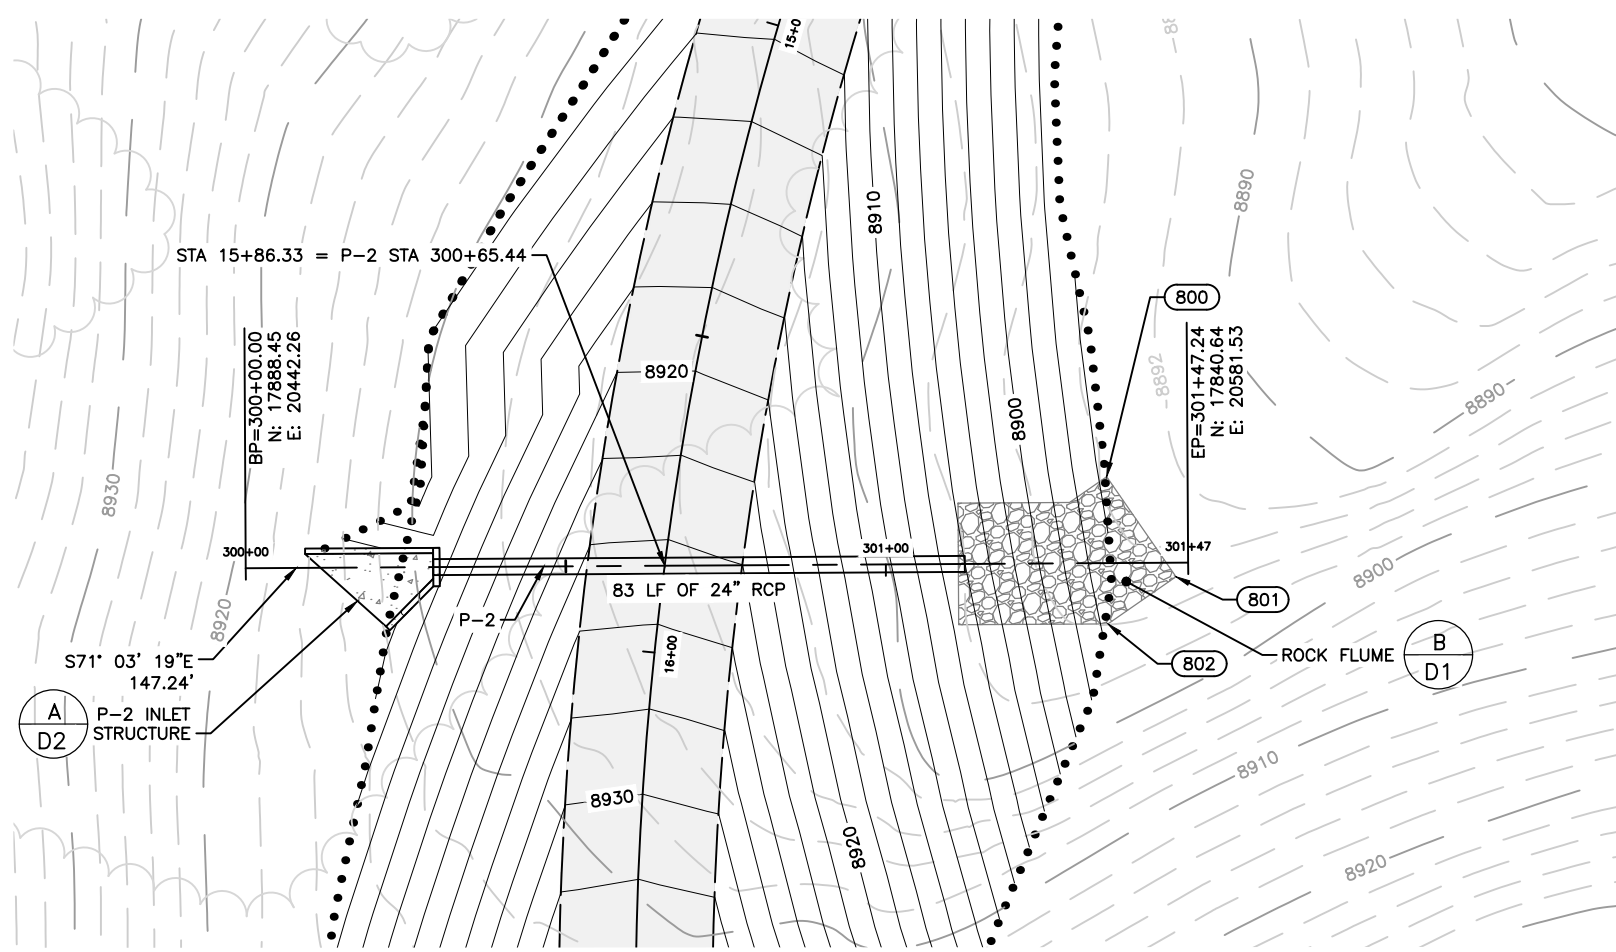 15+0
88
8890
8910
STA 15+86.33 = P-2 STA 300+65.44
800
BP=300+00.00
N: 17888.45
E: 20442.26
EP=301+47.24
N: 17840.64
E: 20581.53
8920
8892
8890
8900
8930
300+00
301+00
301+47
8900
83 LF OF 24" RCP
801
P-2
8920
16+00
S71° 03' 19"E
147.24'
802
ROCK FLUME
B
D1
A
D2
P-2 INLET
STRUCTURE
8910
8930
8920
8920